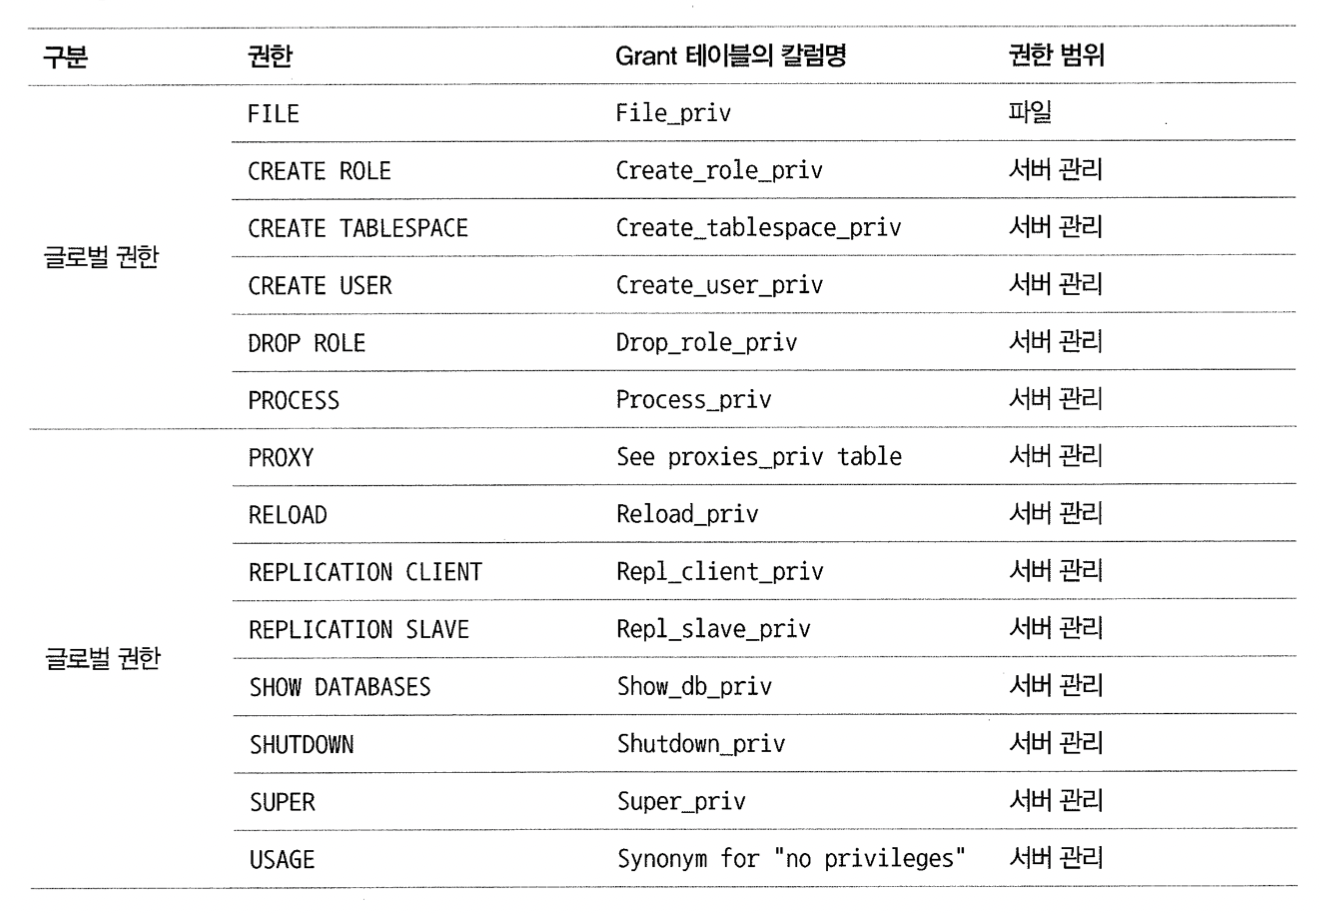 구분 권한 Grant 테이블의 칼럼명 권한 범위
FILE File_priv 파일
CREATE ROLE Create_role_priv 서버 관리
CREATE TABLESPACE Create_tablespace_priv 서버 관리
글로벌 권한
CREATE USER Create_user_priv 서버 관리
DROP ROLE Drop_role_priv 서버 관리
PROCESS Process_priv 서버 관리
PROXY See proxies_priv table 서버 관리
RELOAD Reload_priv 서버 관리
REPLICATION CLIENT Repl_client_priv 서버 관리
REPLICATION SLAVE Repl_slave_priv 서버 관리
글로벌 권한
SHOW DATABASES Show_db_priv 서버 관리
SHUTDOWN Shutdown_priv 서버 관리
SUPER Super_priv 서버 관리
USAGE Synonym for "no privileges" 서버 관리